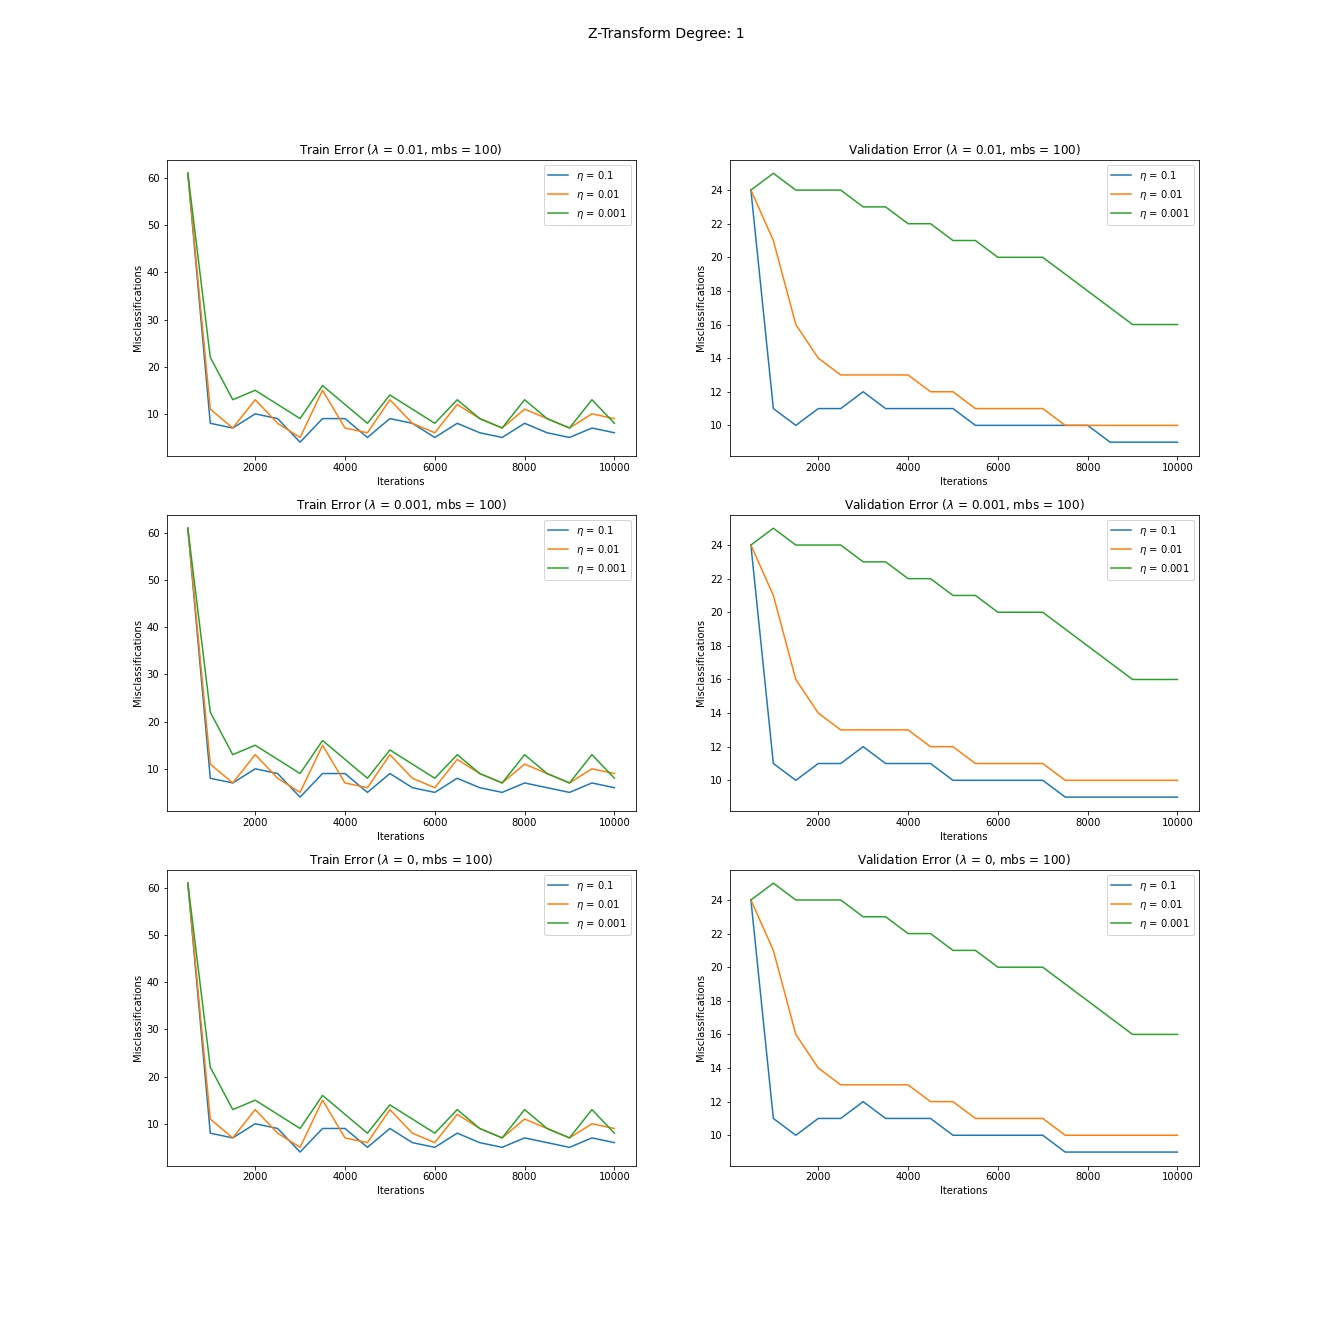 Z-Transform Degree: 1
Train Error (λ = 0.01, mbs = 100)
Misclassifications
60
50
40
30
20
10
η = 0.1
η = 0.01
η = 0.001
2000 4000 6000 8000 10000
Iterations
Validation Error (λ = 0.01, mbs = 100)
Misclassifications
24
22
20
18
16
14
12
10
η = 0.1
η = 0.01
η = 0.001
2000 4000 6000 8000 10000
Iterations
Train Error (λ = 0.001, mbs = 100)
Misclassifications
60
50
40
30
20
10
η = 0.1
η = 0.01
η = 0.001
2000 4000 6000 8000 10000
Iterations
Validation Error (λ = 0.001, mbs = 100)
Misclassifications
24
22
20
18
16
14
12
10
η = 0.1
η = 0.01
η = 0.001
2000 4000 6000 8000 10000
Iterations
Train Error (λ = 0, mbs = 100)
Misclassifications
60
50
40
30
20
10
η = 0.1
η = 0.01
η = 0.001
2000 4000 6000 8000 10000
Iterations
Validation Error (λ = 0, mbs = 100)
Misclassifications
24
22
20
18
16
14
12
10
η = 0.1
η = 0.01
η = 0.001
2000 4000 6000 8000 10000
Iterations